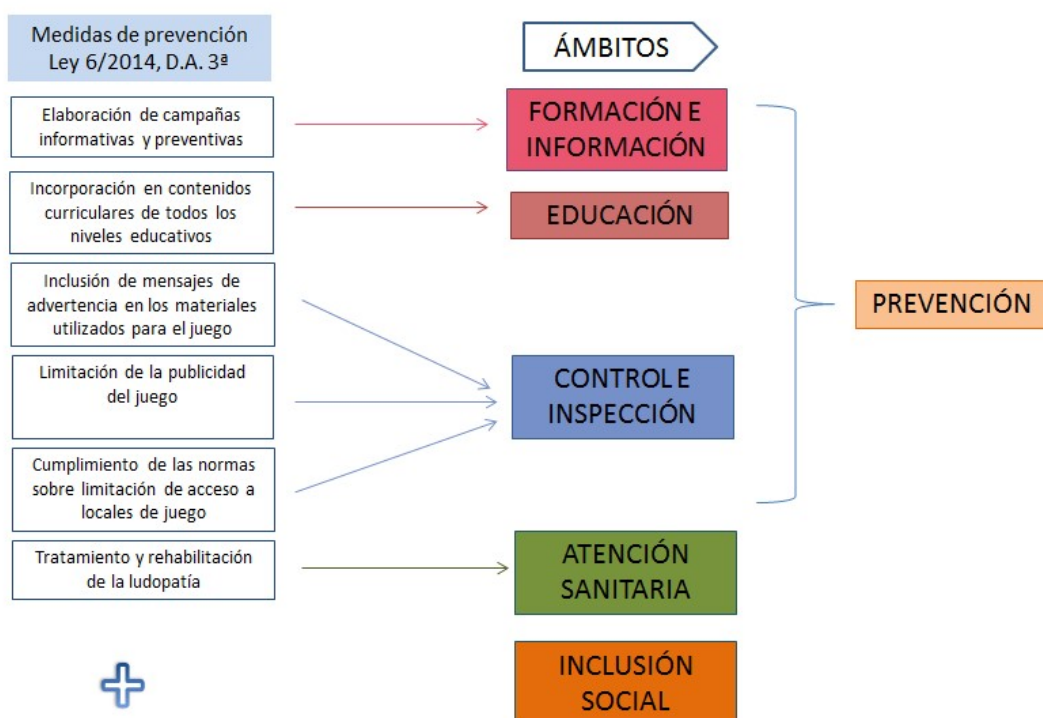 Medidas de prevención
Ley 6/2014, D.A. 3ª
ÁMBITOS
Elaboración de campañas
informativas y preventivas
FORMACIÓN E
INFORMACIÓN
Incorporación en contenidos
curriculares de todos los
niveles educativos
EDUCACIÓN
Inclusión de mensajes de
advertencia en los materiales
utilizados para el juego
PREVENCIÓN
Limitación de la publicidad
del juego
CONTROL E
INSPECCIÓN
Cumplimiento de las normas
sobre limitación de acceso a
locales de juego
Tratamiento y rehabilitación
de la ludopatía
ATENCIÓN
SANITARIA
INCLUSIÓN
SOCIAL